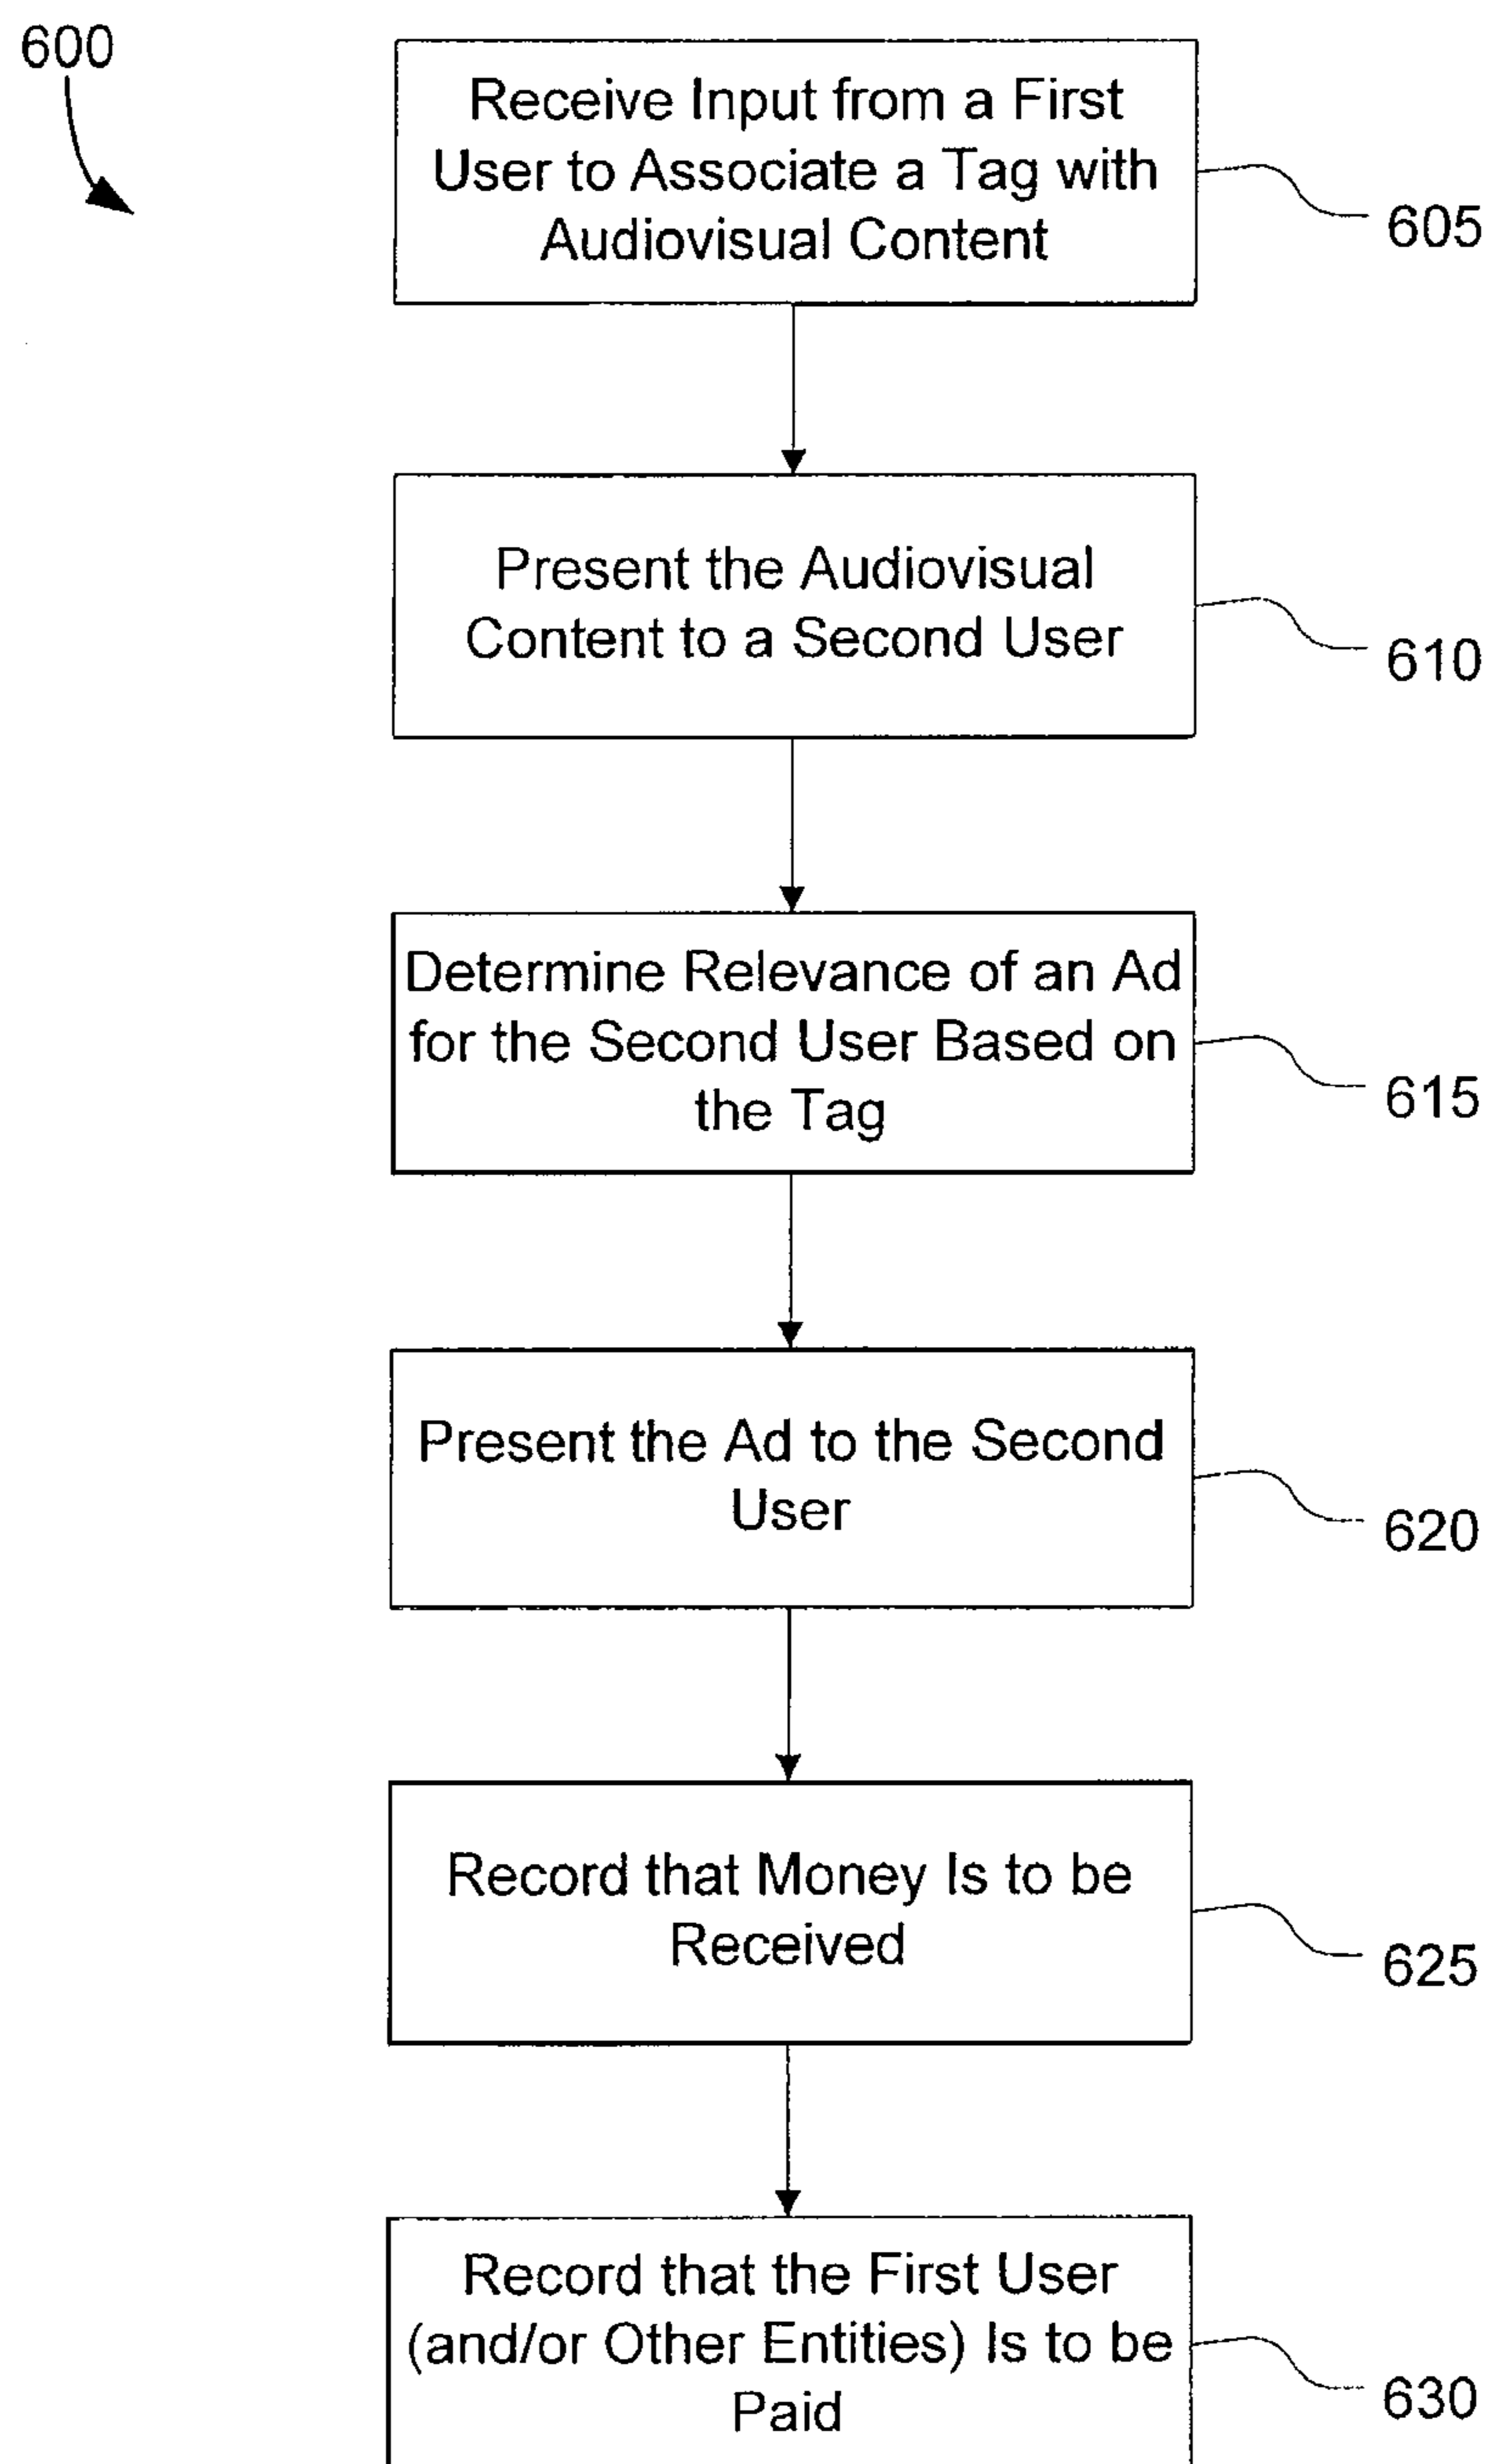 600
Receive Input from a First
User to Associate a Tag with
Audiovisual Content
605
Present the Audiovisual
Content to a Second User
610
Determine Relevance of an Ad
for the Second User Based on
the Tag
615
Present the Ad to the Second
User
620
Record that Money Is to be
Received
625
Record that the First User
(and/or Other Entities) Is to be
Paid
630